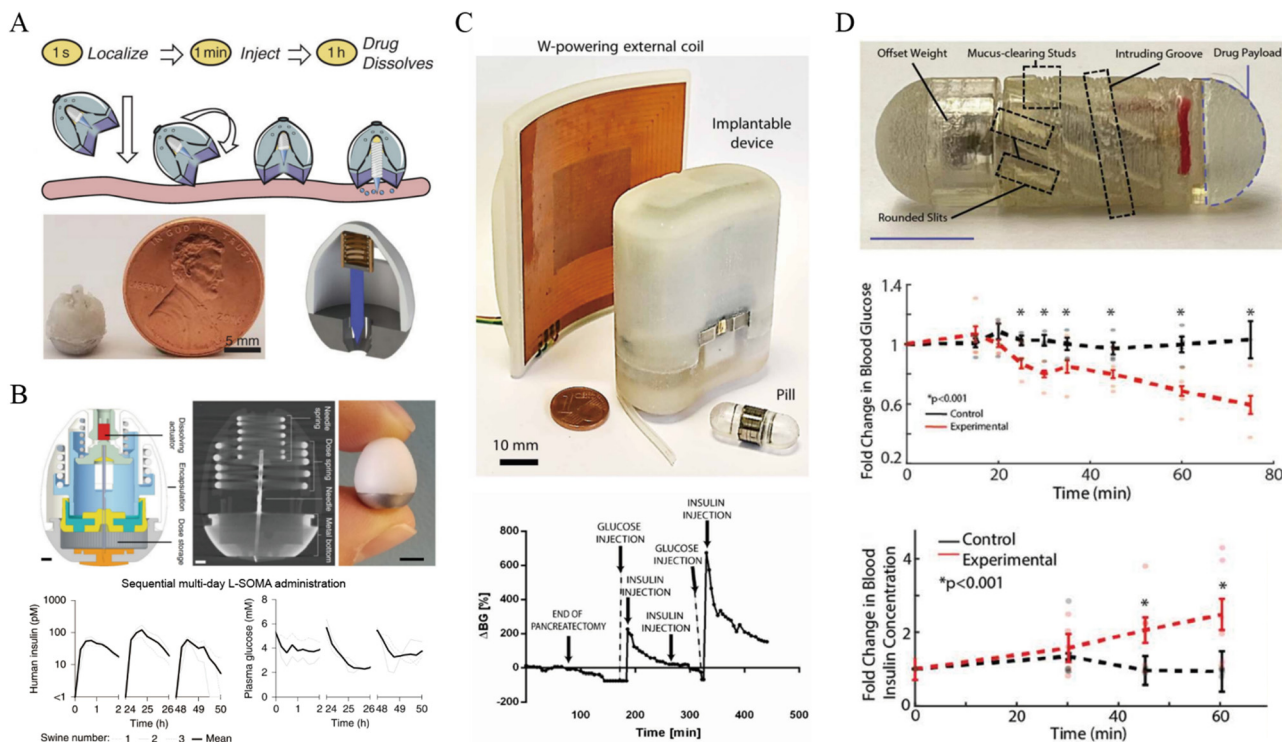 A
1 s Localize 1 min Inject 1 h Drug Dissolves
5 mm
B
Dissolving actuator
Encapsulation
Dose storage
Needle spring
Dose spring
Needle
Metal bottom
Sequential multi-day L-SOMA administration
Human insulin (pM)
1000
100
10
<1
0 1 2 24 25 26 48 49 50
Time (h)
Plasma glucose (mM)
8
6
4
2
0
0 1 2 24 25 26 48 49 50
Time (h)
Swine number: 1 2 3 Mean
C
W-powering external coil
Implantable device
Pill
10 mm
ΔBG [%]
800
600
400
200
0
-200
GLUCOSE INJECTION
INSULIN INJECTION
END OF PANCREATECTOMY
INSULIN INJECTION
GLUCOSE INJECTION
INSULIN INJECTION
0 100 200 300 400 500
Time [min]
D
Offset Weight
Mucus-clearing Studs
Intruding Groove
Drug Payload
Rounded Slits
Fold Change in Blood Glucose
1.4
1
0.6
0.2
*p<0.001
Control
Experimental
* * * * * *
0 20 40 60 80
Time (min)
Fold Change in Blood Insulin Concentration
4
2
0
Control
Experimental
*p<0.001
* *
0 20 40 60
Time (min)